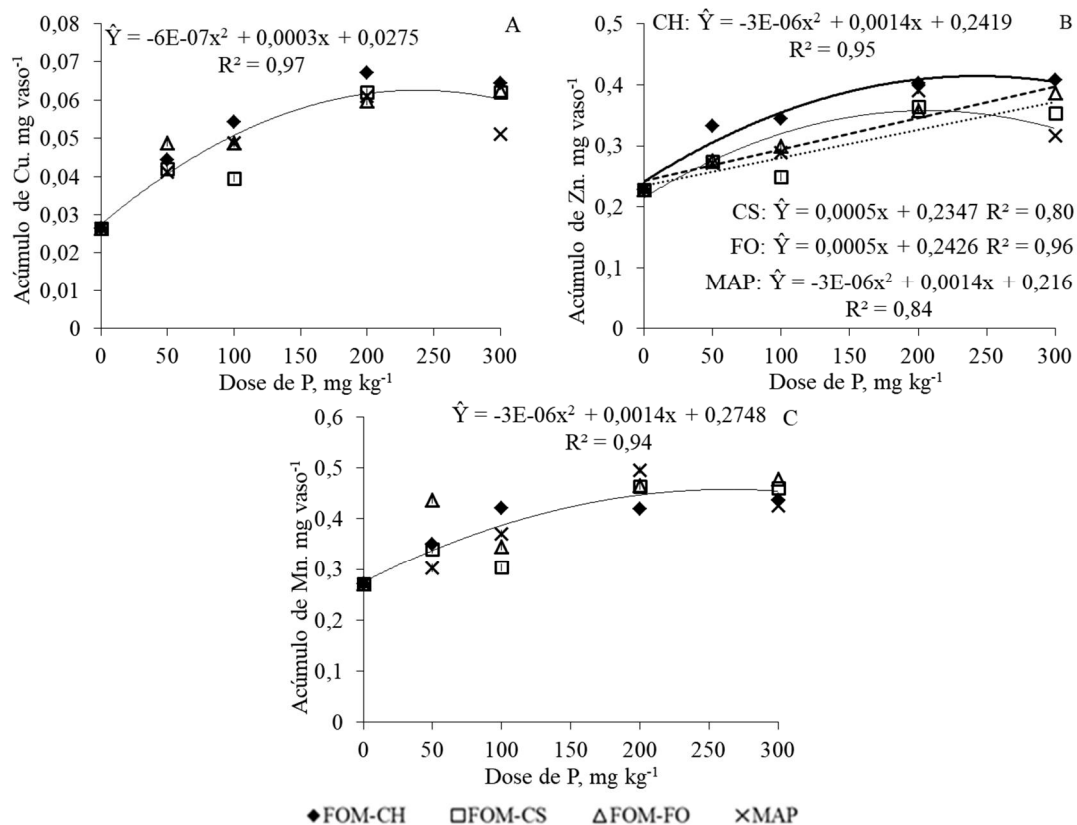 A
Ŷ = -6E-07x² + 0,0003x + 0,0275
R² = 0,97
Acúmulo de Cu. mg vaso⁻¹
0,08
0,07
0,06
0,05
0,04
0,03
0,02
0,01
0
0 50 100 150 200 250 300
Dose de P, mg kg⁻¹
CH: Ŷ = -3E-06x² + 0,0014x + 0,2419
B
R² = 0,95
Acúmulo de Zn. mg vaso⁻¹
0,5
0,4
0,3
0,2
0,1
0
CS: Ŷ = 0,0005x + 0,2347 R² = 0,80
FO: Ŷ = 0,0005x + 0,2426 R² = 0,96
MAP: Ŷ = -3E-06x² + 0,0014x + 0,216
R² = 0,84
0 50 100 150 200 250 300
Dose de P, mg kg⁻¹
Ŷ = -3E-06x² + 0,0014x + 0,2748
C
R² = 0,94
Acúmulo de Mn. mg vaso⁻¹
0,6
0,5
0,4
0,3
0,2
0,1
0
0 50 100 150 200 250 300
Dose de P, mg kg⁻¹
FOM-CH FOM-CS FOM-FO MAP